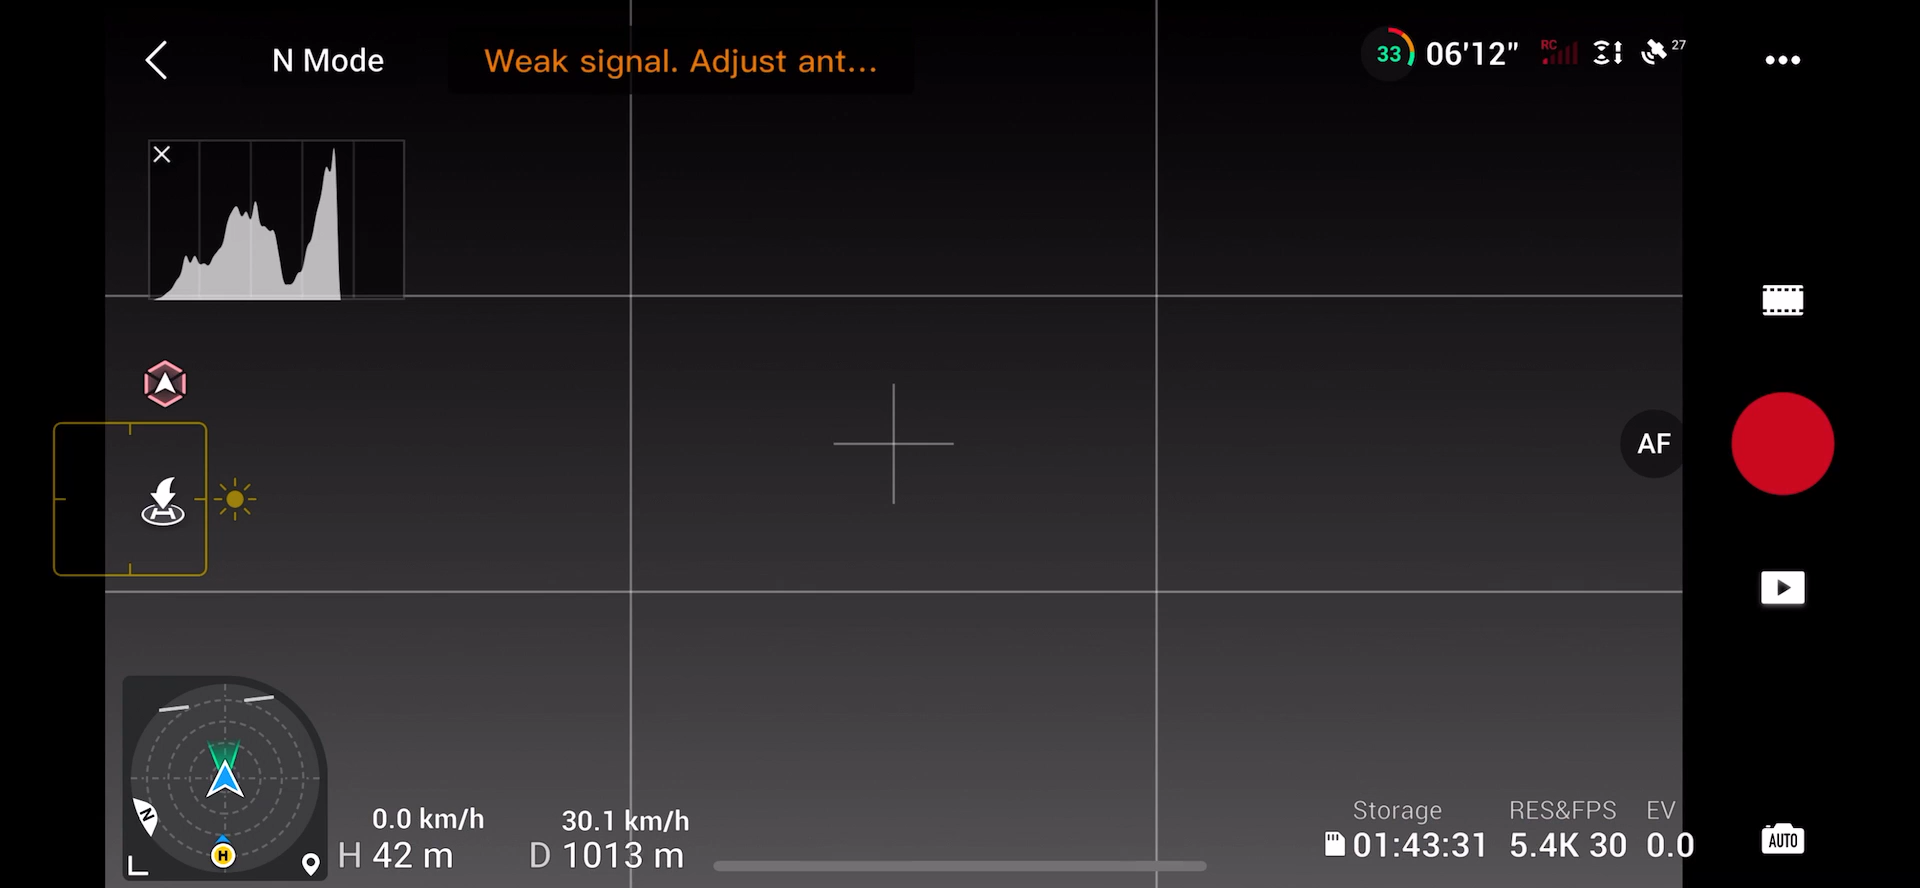 N Mode
Weak signal. Adjust ant...
33
06'12"
RC
27
AF
N
H
0.0 km/h
30.1 km/h
H 42 m
D 1013 m
Storage
RES&FPS
EV
01:43:31
5.4K 30
0.0
AUTO